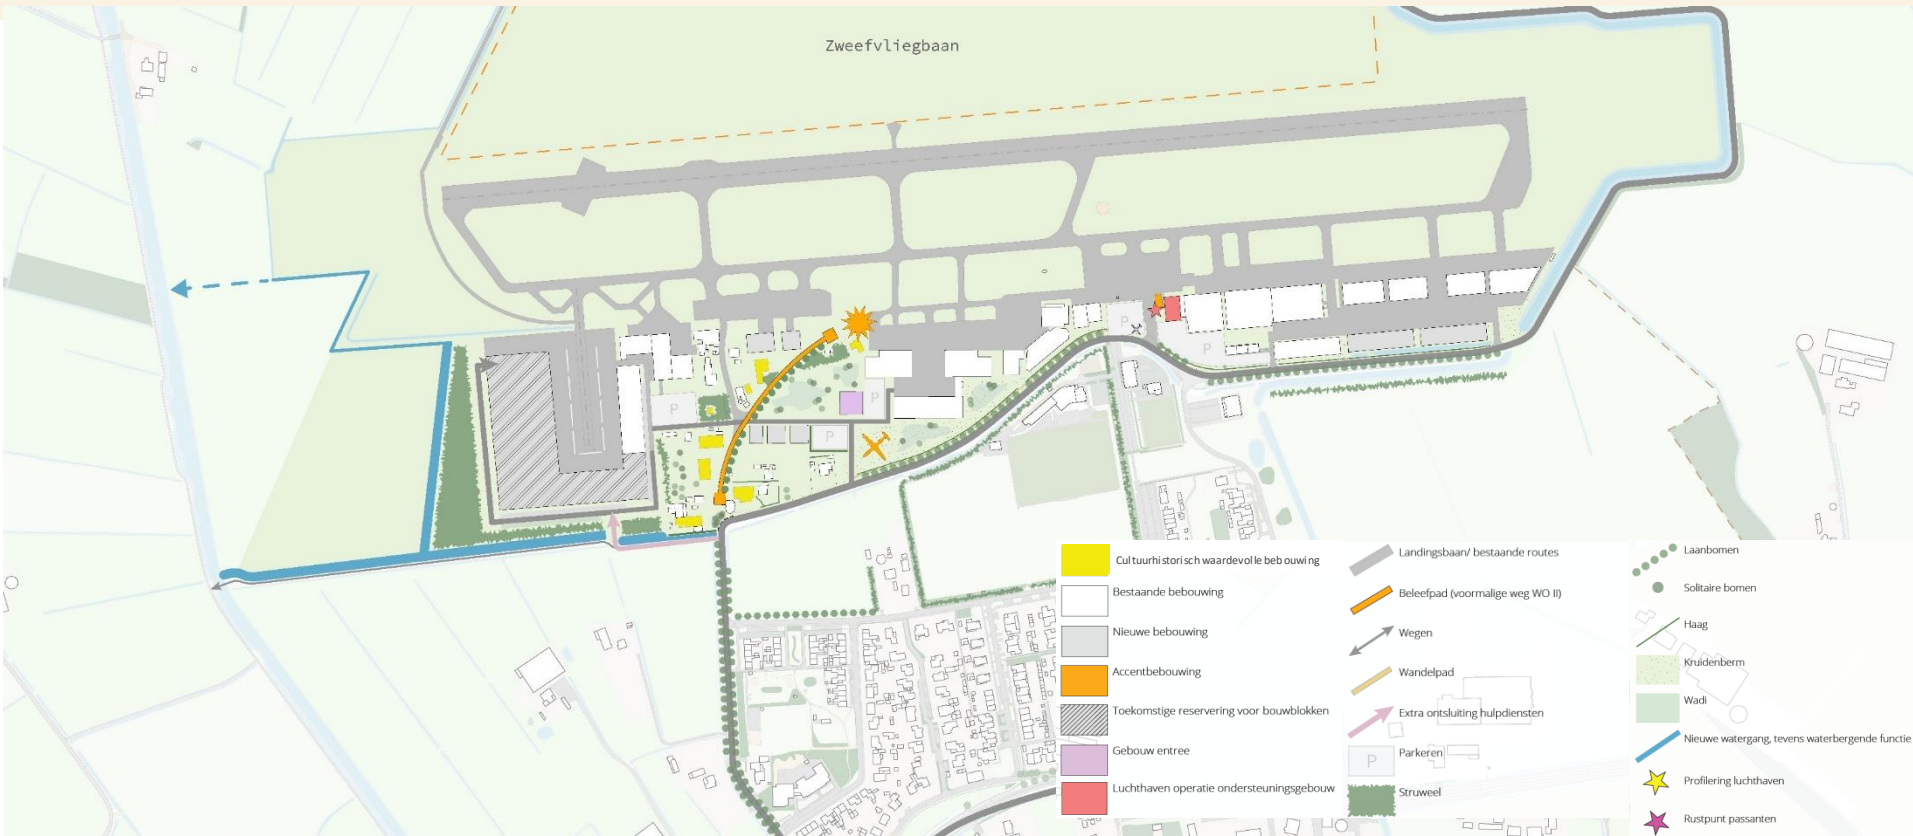 Zweefvliegbaan
P
P
P
P
P
Cultuurhistorisch waardevolle bebouwing
Bestaande bebouwing
Nieuwe bebouwing
Accentbebouwing
Toekomstige reservering voor bouwblokken
Gebouw entree
Luchthaven operatie ondersteuningsgebouw
Landingsbaan/ bestaande routes
Beleefpad (voormalige weg WO II)
Wegen
Wandelpad
Extra ontsluiting hulpdiensten
P
Parkeren
Struweel
Laanbomen
Solitaire bomen
Haag
Kruidenberm
Wadi
Nieuwe watergang, tevens waterbergende functie
Profilering luchthaven
Rustpunt passanten